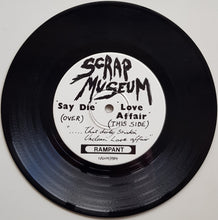 SCRAP
MUSEUM
"Say Die" "Love
Affair"
(OVER) (THIS SIDE)
RAMPANT